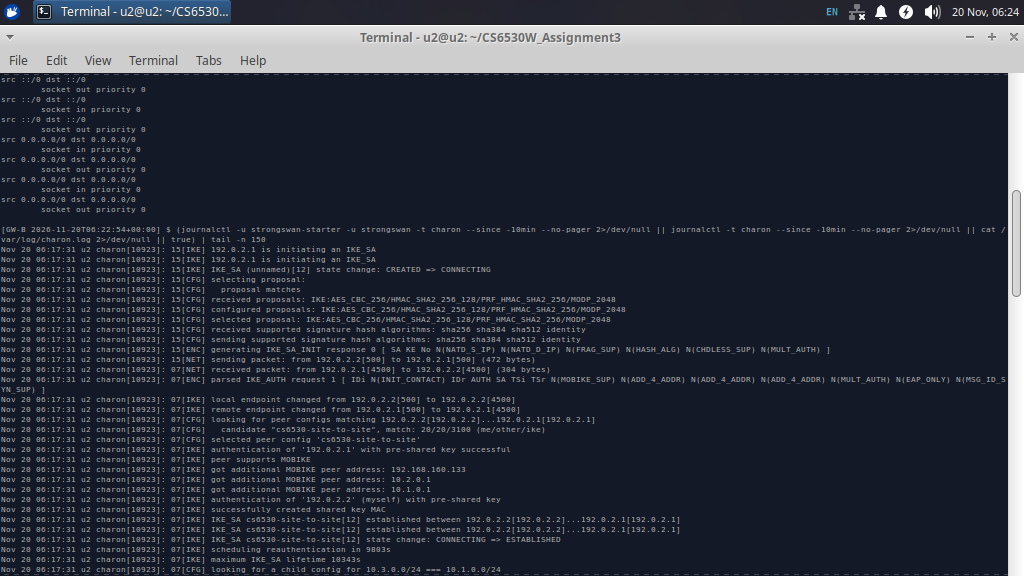 Terminal - u2@u2: ~/CS6530...
EN
20 Nov, 06:24
Terminal - u2@u2: ~/CS6530W_Assignment3
File Edit View Terminal Tabs Help
src ::/0 dst ::/0
socket out priority 0
src ::/0 dst ::/0
socket in priority 0
src ::/0 dst ::/0
socket out priority 0
src 0.0.0.0/0 dst 0.0.0.0/0
socket in priority 0
src 0.0.0.0/0 dst 0.0.0.0/0
socket out priority 0
src 0.0.0.0/0 dst 0.0.0.0/0
socket in priority 0
src 0.0.0.0/0 dst 0.0.0.0/0
socket out priority 0
[GW-B 2026-11-20T06:22:54+00:00] $ (journalctl -u strongswan-starter -u strongswan -t charon --since -10min --no-pager 2>/dev/null || journalctl -t charon --since -10min --no-pager 2>/dev/null || cat /
var/log/charon.log 2>/dev/null || true) | tail -n 150
Nov 20 06:17:31 u2 charon[10923]: 15[IKE] 192.0.2.1 is initiating an IKE_SA
Nov 20 06:17:31 u2 charon[10923]: 15[IKE] 192.0.2.1 is initiating an IKE_SA
Nov 20 06:17:31 u2 charon[10923]: 15[IKE] IKE_SA (unnamed)[12] state change: CREATED => CONNECTING
Nov 20 06:17:31 u2 charon[10923]: 15[CFG] selecting proposal:
Nov 20 06:17:31 u2 charon[10923]: 15[CFG]   proposal matches
Nov 20 06:17:31 u2 charon[10923]: 15[CFG] received proposals: IKE:AES_CBC_256/HMAC_SHA2_256_128/PRF_HMAC_SHA2_256/MODP_2048
Nov 20 06:17:31 u2 charon[10923]: 15[CFG] configured proposals: IKE:AES_CBC_256/HMAC_SHA2_256_128/PRF_HMAC_SHA2_256/MODP_2048
Nov 20 06:17:31 u2 charon[10923]: 15[CFG] selected proposal: IKE:AES_CBC_256/HMAC_SHA2_256_128/PRF_HMAC_SHA2_256/MODP_2048
Nov 20 06:17:31 u2 charon[10923]: 15[CFG] received supported signature hash algorithms: sha256 sha384 sha512 identity
Nov 20 06:17:31 u2 charon[10923]: 15[CFG] sending supported signature hash algorithms: sha256 sha384 sha512 identity
Nov 20 06:17:31 u2 charon[10923]: 15[ENC] generating IKE_SA_INIT response 0 [ SA KE No N(NATD_S_IP) N(NATD_D_IP) N(FRAG_SUP) N(HASH_ALG) N(CHDLESS_SUP) N(MULT_AUTH) ]
Nov 20 06:17:31 u2 charon[10923]: 15[NET] sending packet: from 192.0.2.2[500] to 192.0.2.1[500] (472 bytes)
Nov 20 06:17:31 u2 charon[10923]: 07[NET] received packet: from 192.0.2.1[4500] to 192.0.2.2[4500] (304 bytes)
Nov 20 06:17:31 u2 charon[10923]: 07[ENC] parsed IKE_AUTH request 1 [ IDi N(INIT_CONTACT) IDr AUTH SA TSi TSr N(MOBIKE_SUP) N(ADD_4_ADDR) N(ADD_4_ADDR) N(ADD_4_ADDR) N(MULT_AUTH) N(EAP_ONLY) N(MSG_ID_S
YN_SUP) ]
Nov 20 06:17:31 u2 charon[10923]: 07[IKE] local endpoint changed from 192.0.2.2[500] to 192.0.2.2[4500]
Nov 20 06:17:31 u2 charon[10923]: 07[IKE] remote endpoint changed from 192.0.2.1[500] to 192.0.2.1[4500]
Nov 20 06:17:31 u2 charon[10923]: 07[CFG] looking for peer configs matching 192.0.2.2[192.0.2.2]...192.0.2.1[192.0.2.1]
Nov 20 06:17:31 u2 charon[10923]: 07[CFG]   candidate "cs6530-site-to-site", match: 20/20/3100 (me/other/ike)
Nov 20 06:17:31 u2 charon[10923]: 07[CFG] selected peer config 'cs6530-site-to-site'
Nov 20 06:17:31 u2 charon[10923]: 07[IKE] authentication of '192.0.2.1' with pre-shared key successful
Nov 20 06:17:31 u2 charon[10923]: 07[IKE] peer supports MOBIKE
Nov 20 06:17:31 u2 charon[10923]: 07[IKE] got additional MOBIKE peer address: 192.168.160.133
Nov 20 06:17:31 u2 charon[10923]: 07[IKE] got additional MOBIKE peer address: 10.2.0.1
Nov 20 06:17:31 u2 charon[10923]: 07[IKE] got additional MOBIKE peer address: 10.1.0.1
Nov 20 06:17:31 u2 charon[10923]: 07[IKE] authentication of '192.0.2.2' (myself) with pre-shared key
Nov 20 06:17:31 u2 charon[10923]: 07[IKE] successfully created shared key MAC
Nov 20 06:17:31 u2 charon[10923]: 07[IKE] IKE_SA cs6530-site-to-site[12] established between 192.0.2.2[192.0.2.2]...192.0.2.1[192.0.2.1]
Nov 20 06:17:31 u2 charon[10923]: 07[IKE] IKE_SA cs6530-site-to-site[12] established between 192.0.2.2[192.0.2.2]...192.0.2.1[192.0.2.1]
Nov 20 06:17:31 u2 charon[10923]: 07[IKE] IKE_SA cs6530-site-to-site[12] state change: CONNECTING => ESTABLISHED
Nov 20 06:17:31 u2 charon[10923]: 07[IKE] scheduling reauthentication in 9803s
Nov 20 06:17:31 u2 charon[10923]: 07[IKE] maximum IKE_SA lifetime 10343s
Nov 20 06:17:31 u2 charon[10923]: 07[CFG] looking for a child config for 10.3.0.0/24 === 10.1.0.0/24